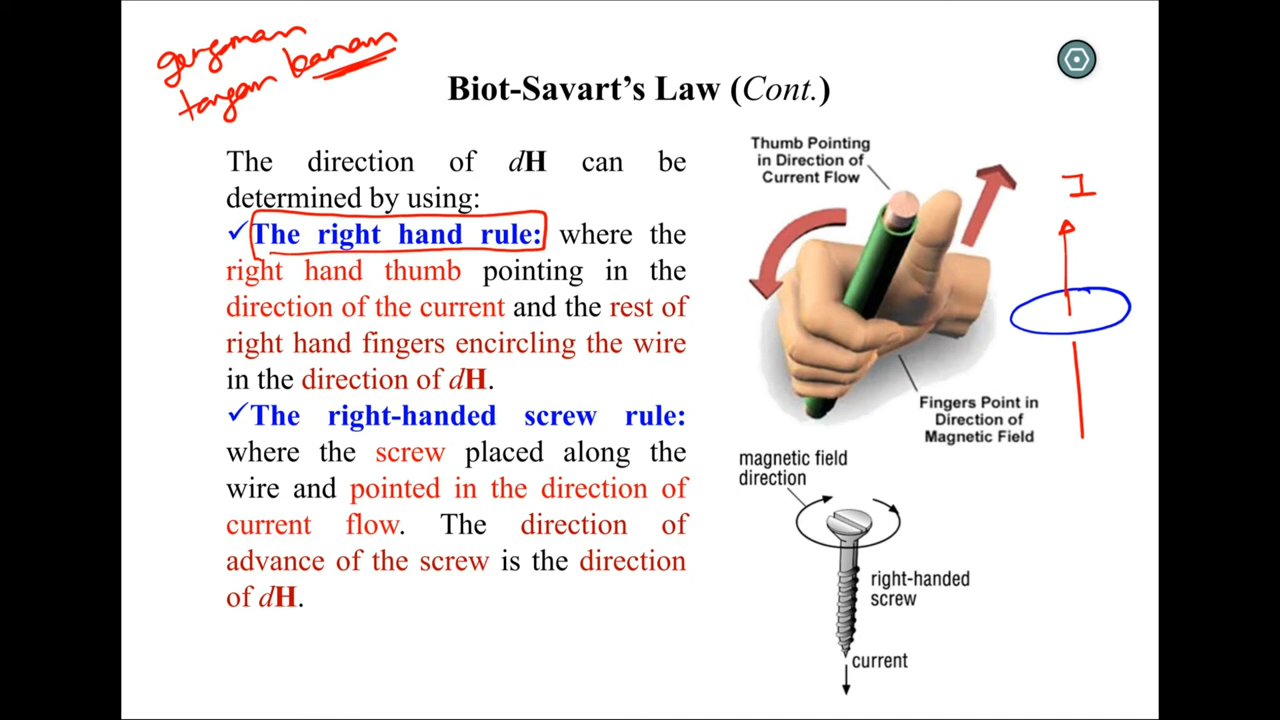 gengaman
tangan kanan
Biot-Savart’s Law (Cont.)
The direction of dH can be
determined by using:
✓The right hand rule: where the
right hand thumb pointing in the
direction of the current and the rest of
right hand fingers encircling the wire
in the direction of dH.
✓The right-handed screw rule:
where the screw placed along the
wire and pointed in the direction of
current flow. The direction of
advance of the screw is the direction
of dH.
Thumb Pointing
in Direction of
Current Flow
I
Fingers Point in
Direction of
Magnetic Field
magnetic field
direction
right-handed
screw
current